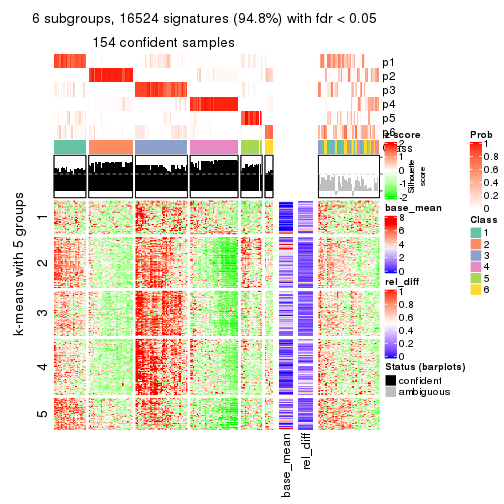 6 subgroups, 16524 signatures (94.8%) with fdr < 0.05
154 confident samples
p1
p2
p3
p4
p5
p6
Class
Silhouette
score
k-means with 5 groups
1
2
3
4
5
base_mean
rel_diff
z-score
2
1
0
-1
-2
base_mean
8
6
4
2
0
rel_diff
1
0.8
0.6
0.4
0.2
0
Status (barplots)
confident
ambiguous
Prob
1
0.8
0.6
0.4
0.2
0
Class
1
2
3
4
5
6